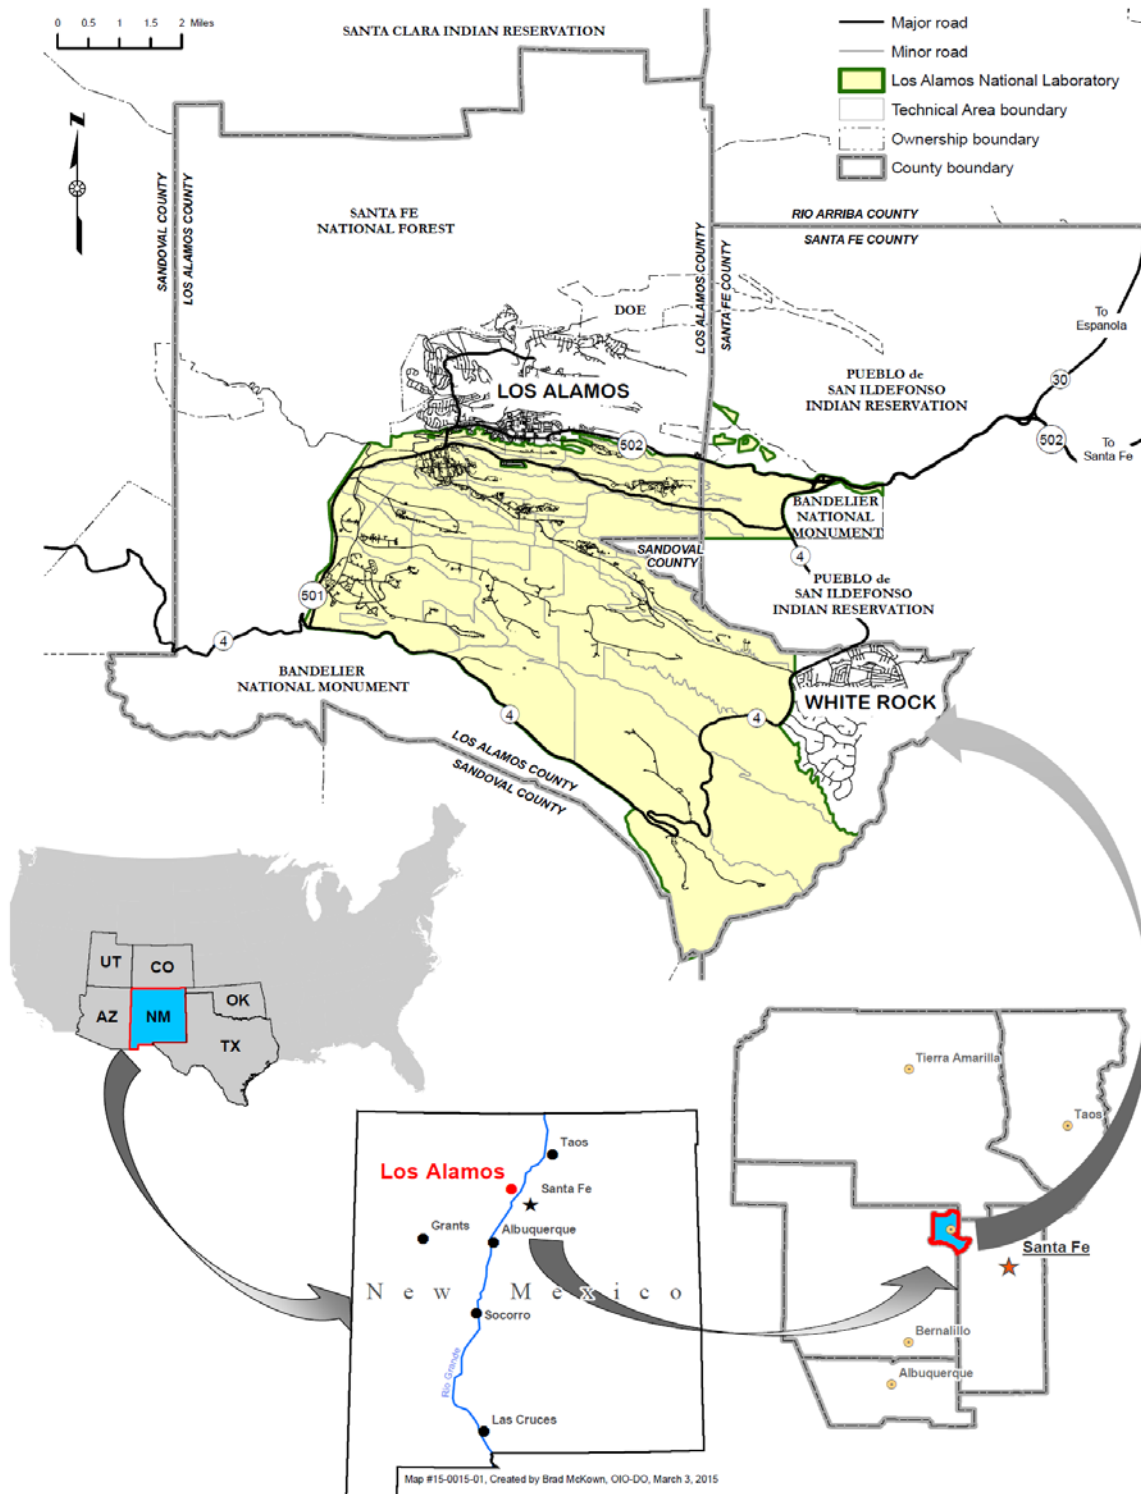 0 0.5 1 1.5 2 Miles
SANTA CLARA INDIAN RESERVATION
Major road
Minor road
Los Alamos National Laboratory
Technical Area boundary
Ownership boundary
County boundary
N
SANDOVAL COUNTY
LOS ALAMOS COUNTY
SANTA FE
NATIONAL FOREST
RIO ARRIBA COUNTY
SANTA FE COUNTY
LOS ALAMOS COUNTY
SANTA FE COUNTY
DOE
To
Espanola
30
PUEBLO de
SAN ILDEFONSO
INDIAN RESERVATION
LOS ALAMOS
502
502
To
Santa Fe
BANDELIER
NATIONAL
MONUMENT
SANDOVAL
COUNTY
4
PUEBLO de
SAN ILDEFONSO
INDIAN RESERVATION
501
4
BANDELIER
NATIONAL MONUMENT
WHITE ROCK
4
4
LOS ALAMOS COUNTY
SANDOVAL COUNTY
UT
CO
AZ
NM
OK
TX
Tierra Amarilla
Taos
Santa Fe
Bernalillo
Albuquerque
Taos
Los Alamos
Santa Fe
Grants
Albuquerque
New Mexico
Socorro
Rio Grande
Las Cruces
Map #15-0015-01, Created by Brad McKown, OIO-DO, March 3, 2015